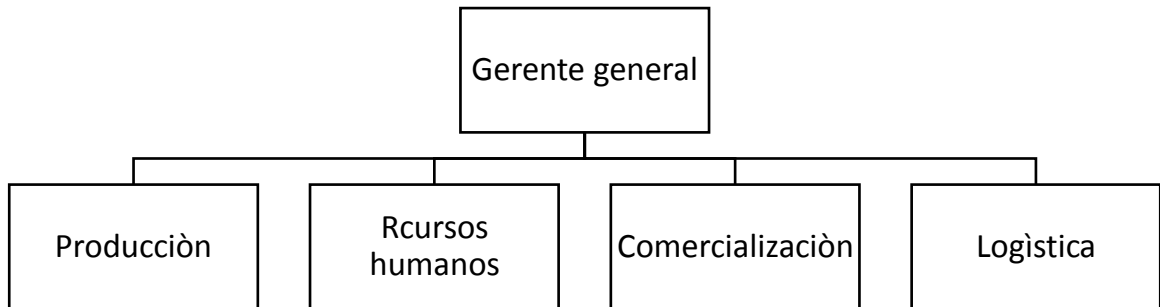 Gerente general
Producciòn
Rcursos
humanos
Comercializaciòn
Logìstica